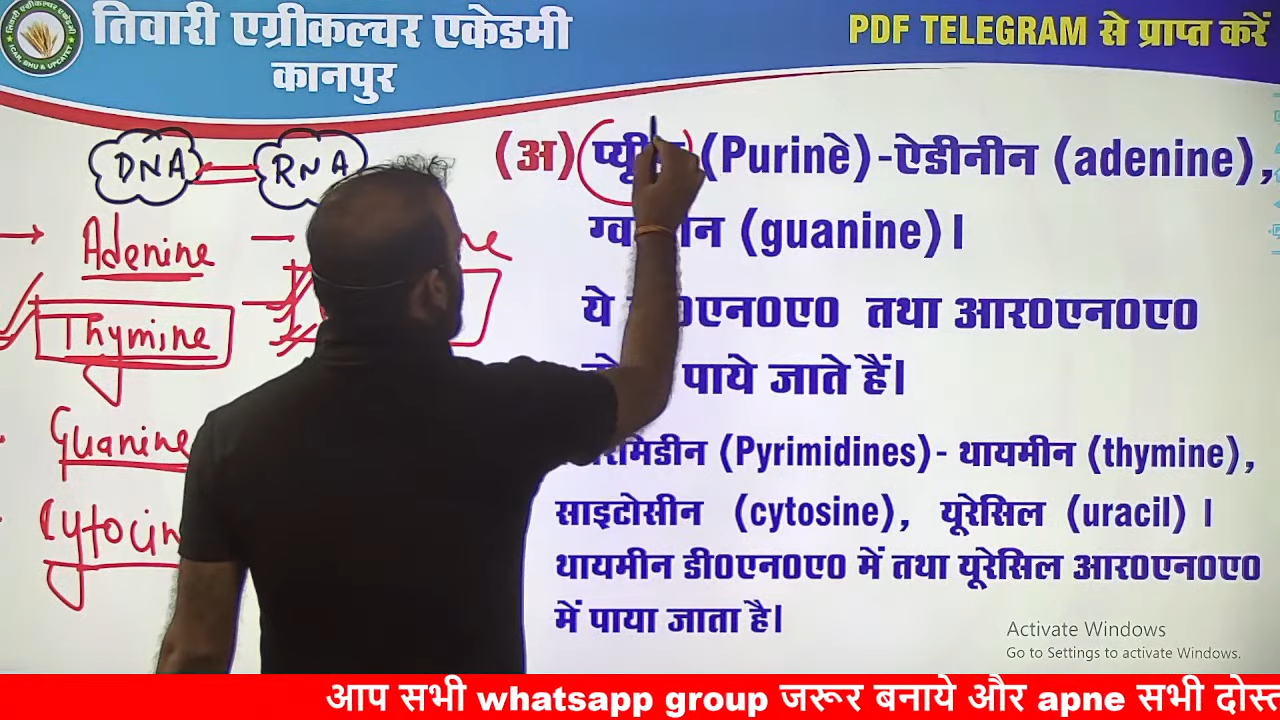 तिवारी एग्रीकल्चर एकेडमी
कानपुर
PDF TELEGRAM से प्राप्त करें
DNA
RNA
Adenine
Thymine
Guanine
(अ) (Purine)-ऐडीनीन (adenine),
(guanine)।
ये तथा आर0एन0ए0
पाये जाते हैं।
(Pyrimidines)- थायमीन (thymine),
साइटोसीन (cytosine), यूरेसिल (uracil)।
थायमीन डी0एन0ए0 में तथा यूरेसिल आर0एन0ए0
में पाया जाता है।
Activate Windows
Go to Settings to activate Windows.
आप सभी whatsapp group जरूर बनाये और apne सभी